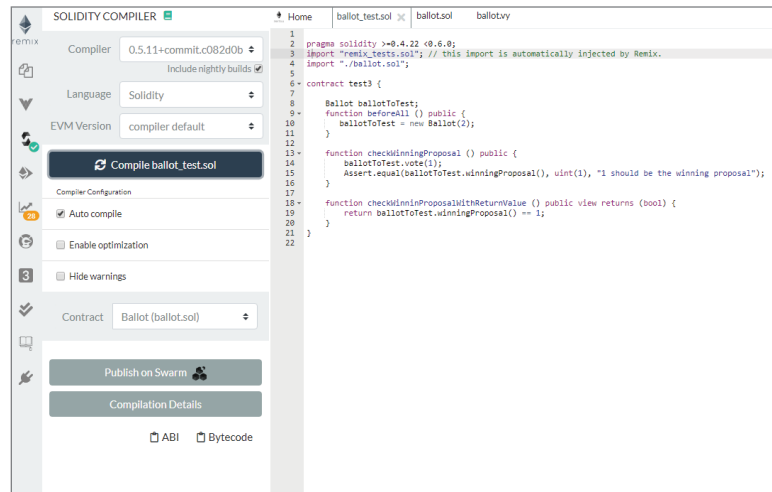 remix
SOLIDITY COMPILER
Compiler 0.5.11+commit.c082d0b
Include nightly builds
Language Solidity
EVM Version compiler default
Compile ballot_test.sol
Compiler Configuration
Auto compile
Enable optimization
Hide warnings
Contract Ballot (ballot.sol)
Publish on Swarm
Compilation Details
ABI Bytecode
20
3
Home ballot_test.sol ballot.sol ballot.vy
1
2 pragma solidity >=0.4.22 <0.6.0;
3 import "remix_tests.sol"; // this import is automatically injected by Remix.
4 import "./ballot.sol";
5
6 contract test3 {
7
8 Ballot ballotToTest;
9 function beforeAll () public {
10 ballotToTest = new Ballot(2);
11 }
12
13 function checkWinningProposal () public {
14 ballotToTest.vote(1);
15 Assert.equal(ballotToTest.winningProposal(), uint(1), "1 should be the winning proposal");
16 }
17
18 function checkWinninProposalWithReturnValue () public view returns (bool) {
19 return ballotToTest.winningProposal() == 1;
20 }
21 }
22